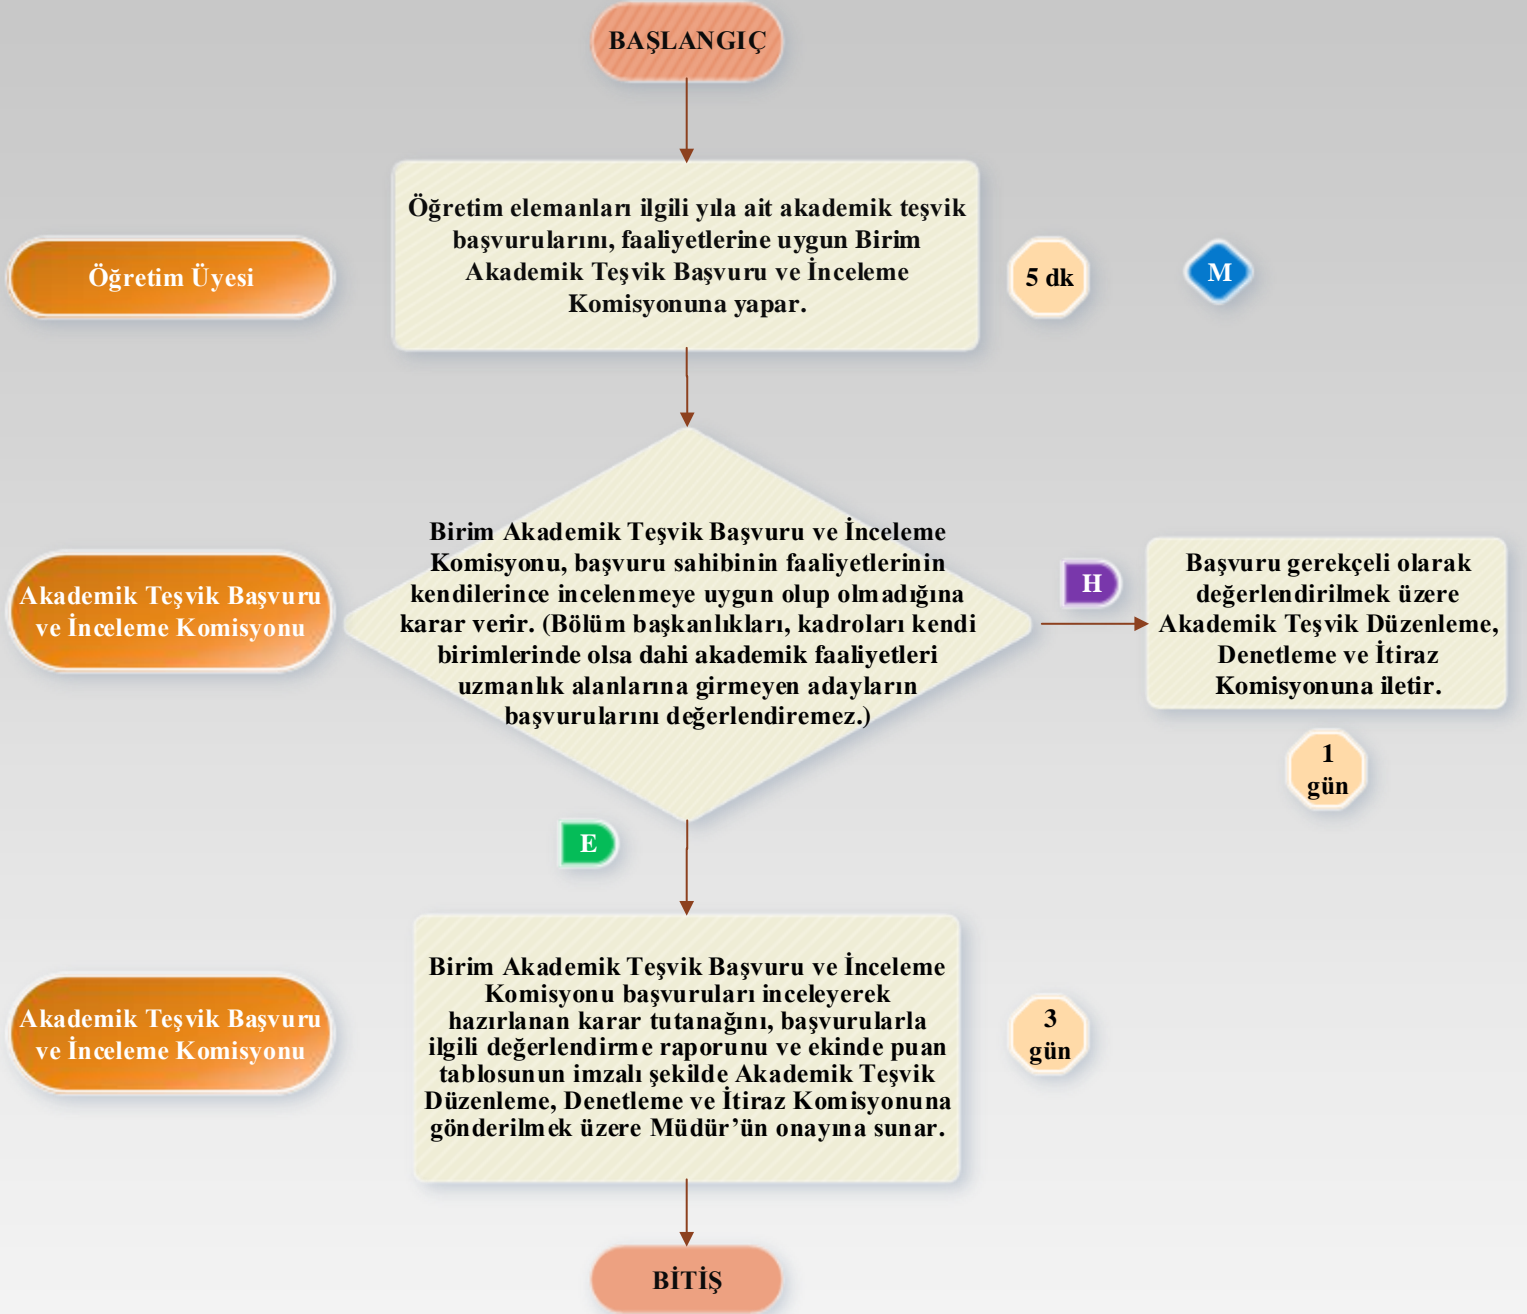 BAŞLANGIÇ
Öğretim elemanları ilgili yıla ait akademik teşvik
başvurularını, faaliyetlerine uygun Birim
Akademik Teşvik Başvuru ve İnceleme
Komisyonuna yapar.
Öğretim Üyesi
5 dk
M
Birim Akademik Teşvik Başvuru ve İnceleme
Komisyonu, başvuru sahibinin faaliyetlerinin
kendilerince incelenmeye uygun olup olmadığına
karar verir. (Bölüm başkanlıkları, kadroları kendi
birimlerinde olsa dahi akademik faaliyetleri
uzmanlık alanlarına girmeyen adayların
başvurularını değerlendiremez.)
Akademik Teşvik Başvuru
ve İnceleme Komisyonu
H
Başvuru gerekçeli olarak
değerlendirilmek üzere
Akademik Teşvik Düzenleme,
Denetleme ve İtiraz
Komisyonuna iletir.
1
gün
E
Birim Akademik Teşvik Başvuru ve İnceleme
Komisyonu başvuruları inceleyerek
hazırlanan karar tutanağını, başvurularla
ilgili değerlendirme raporunu ve ekinde puan
tablosunun imzalı şekilde Akademik Teşvik
Düzenleme, Denetleme ve İtiraz Komisyonuna
gönderilmek üzere Müdür’ün onayına sunar.
Akademik Teşvik Başvuru
ve İnceleme Komisyonu
3
gün
BİTİŞ